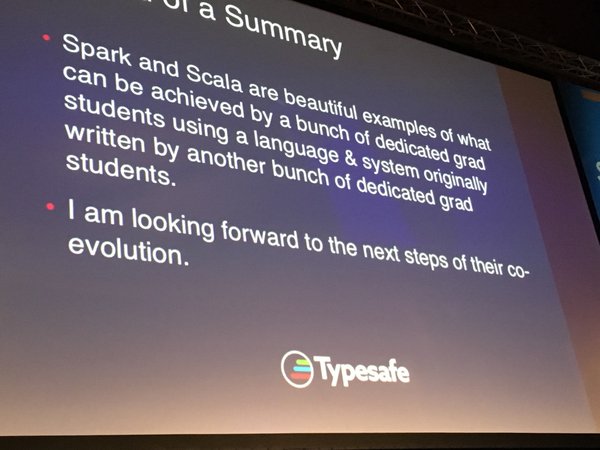 of a Summary
Spark and Scala are beautiful examples of what
can be achieved by a bunch of dedicated grad
students using a language & system originally
written by another bunch of dedicated grad
students.
I am looking forward to the next steps of their co-
evolution.
Typesafe